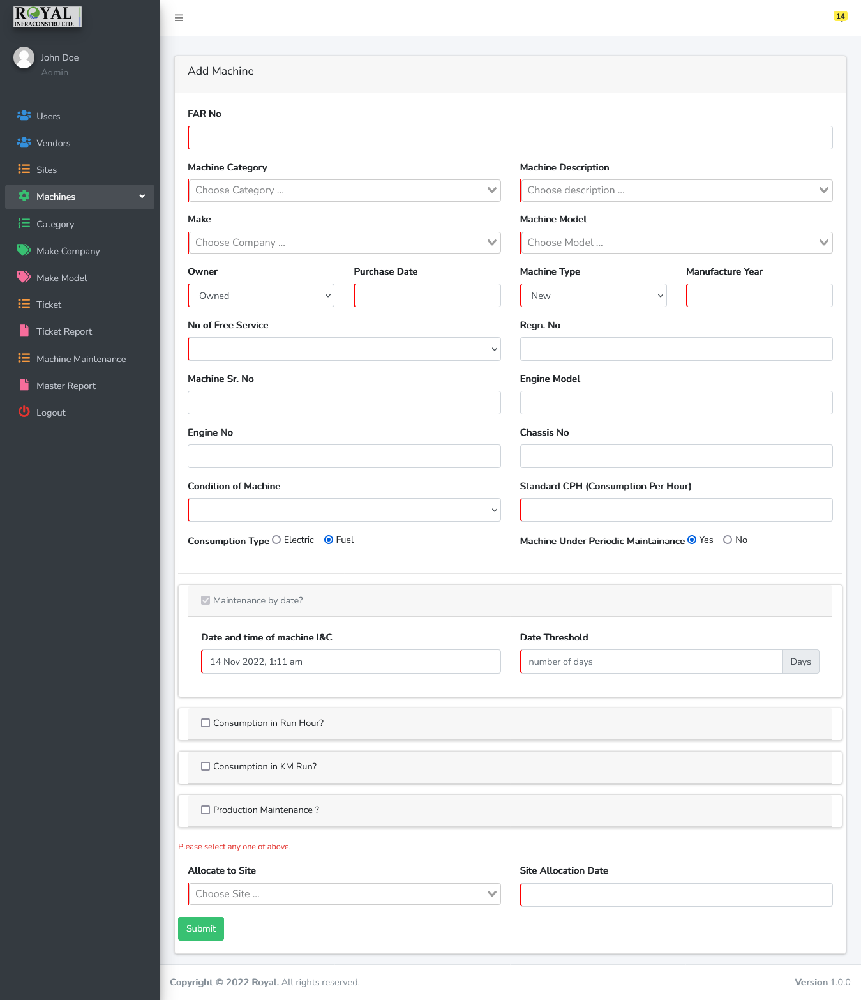 ROYAL
INFRACONSTRU LTD.
14
John Doe
Admin
Users
Vendors
Sites
Machines
Category
Make Company
Make Model
Ticket
Ticket Report
Machine Maintenance
Master Report
Logout
Add Machine
FAR No
Machine Category Machine Description
Choose Category ... Choose description ...
Make Machine Model
Choose Company ... Choose Model ...
Owner Purchase Date Machine Type Manufacture Year
Owned New
No of Free Service Regn. No
Machine Sr. No Engine Model
Engine No Chassis No
Condition of Machine Standard CPH (Consumption Per Hour)
Consumption Type Electric Fuel Machine Under Periodic Maintainance Yes No
Maintenance by date?
Date and time of machine I&C Date Threshold
14 Nov 2022, 1:11 am number of days Days
Consumption in Run Hour?
Consumption in KM Run?
Production Maintenance ?
Please select any one of above.
Allocate to Site Site Allocation Date
Choose Site ...
Submit
Copyright © 2022 Royal. All rights reserved. Version 1.0.0